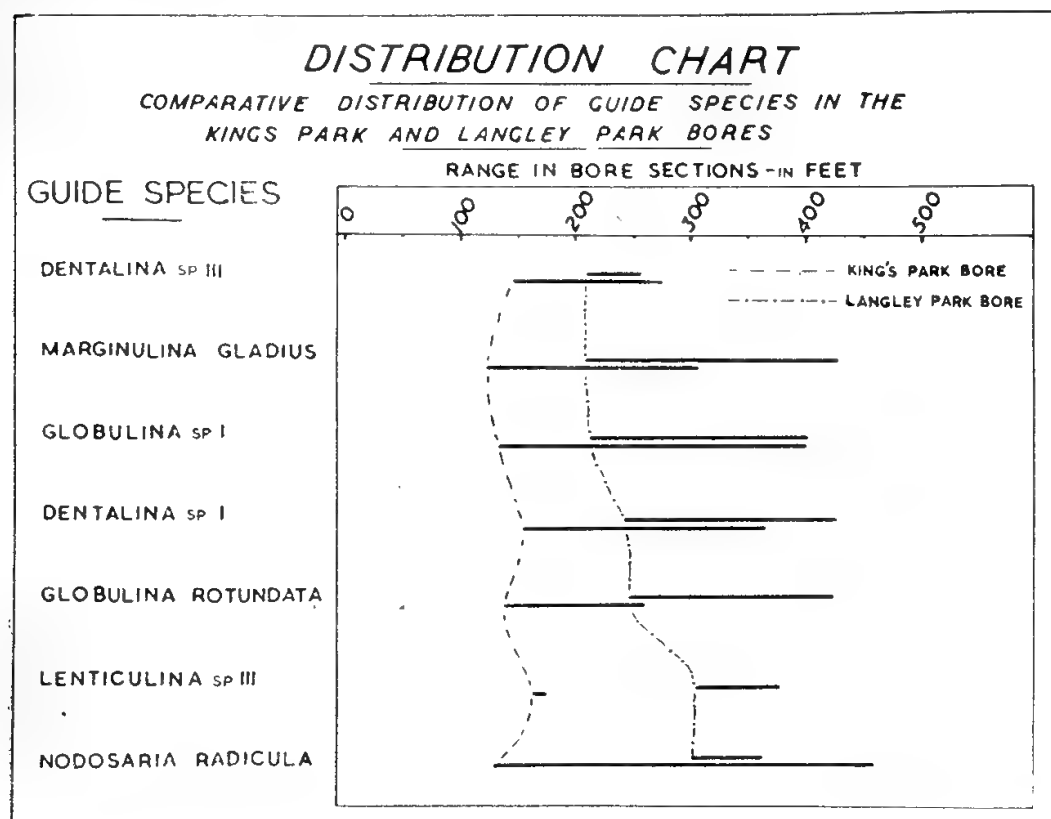 DISTRIBUTION CHART
COMPARATIVE DISTRIBUTION OF GUIDE SPECIES IN THE
KINGS PARK AND LANGLEY PARK BORES
RANGE IN BORE SECTIONS - IN FEET
GUIDE SPECIES
0 100 200 300 400 500
DENTALINA SP III
KING'S PARK BORE
LANGLEY PARK BORE
MARGINULINA GLADIUS
GLOBULINA SP I
DENTALINA SP I
GLOBULINA ROTUNDATA
LENTICULINA SP III
NODOSARIA RADICULA